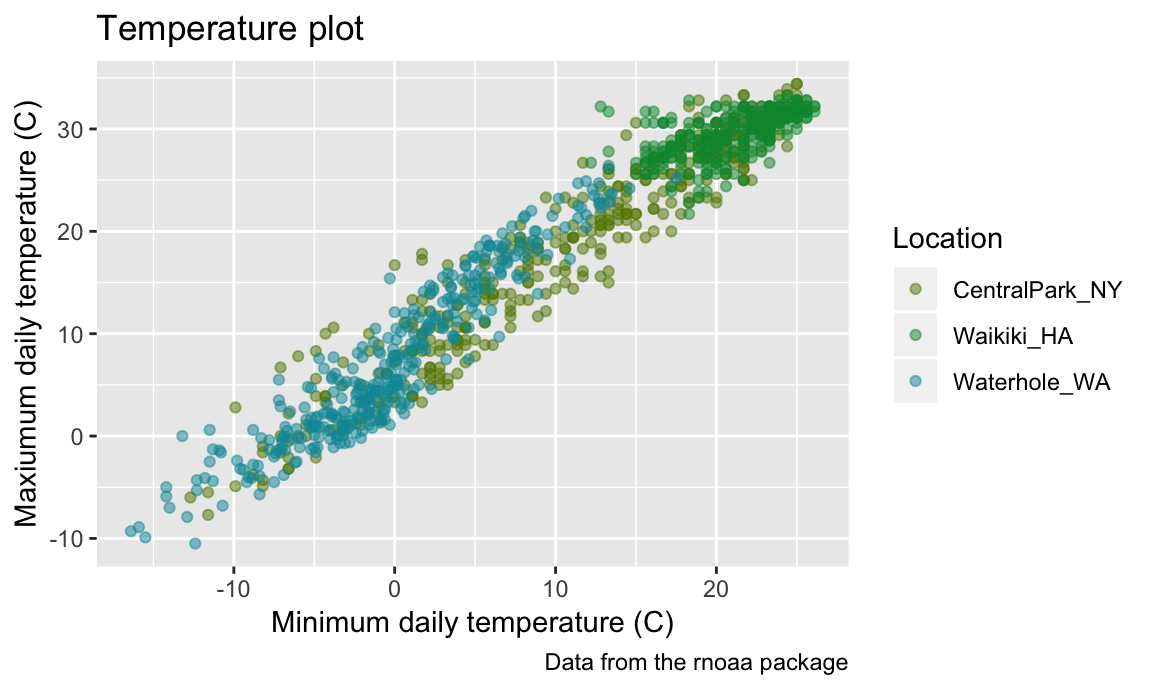 Temperature plot
Maxiumum daily temperature (C)
30
20
10
0
-10
-10 0 10 20
Minimum daily temperature (C)
Data from the rnoaa package
Location
CentralPark_NY
Waikiki_HA
Waterhole_WA